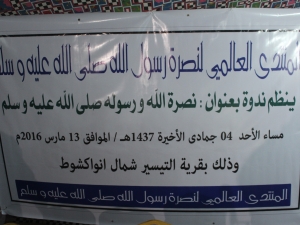 المنتدى العالمي لنصرة رسول الله صلى الله عليه و سلم
ينظم ندوة بعنوان : نصرة الله و رسوله صلى الله عليه و سلم
مساء الأحد 04 جمادى الأخيرة 1437هـ / الموافق 13 مارس 2016م
وذلك بقرية التيسير شمال انواكشوط
المنتدى العالمي لنصرة رسول الله صلى الله عليه و سلم